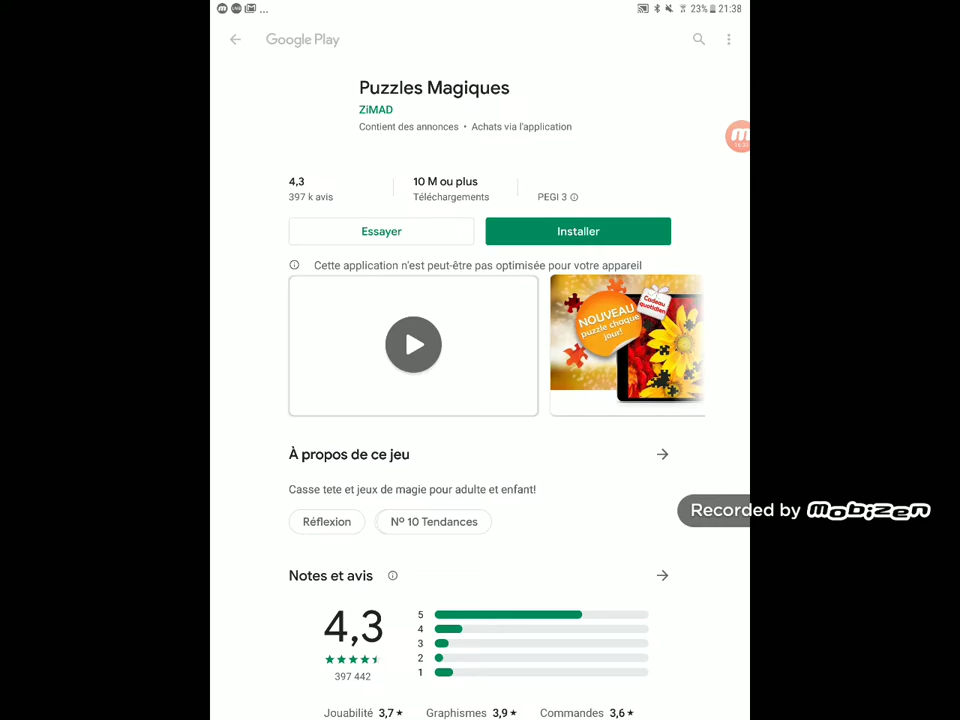 ... 23% 21:38
Google Play
Puzzles Magiques
ZiMAD
Contient des annonces • Achats via l'application
4,3
397 k avis
10 M ou plus
Téléchargements
PEGI 3
Essayer
Installer
Cette application n'est peut-être pas optimisée pour votre appareil
NOUVEAU
puzzle chaque
jour!
Cadeau
quotidien
À propos de ce jeu
Casse tete et jeux de magie pour adulte et enfant!
Réflexion
Nº 10 Tendances
Recorded by mobizen
Notes et avis
4,3
397 442
5
4
3
2
1
Jouabilité 3,7★ Graphismes 3,9★ Commandes 3,6★